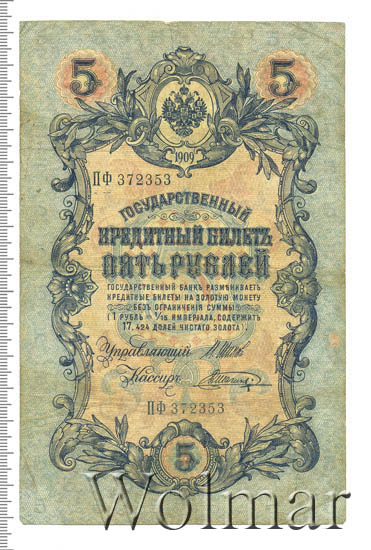 5 5
1909
ПФ 372353
ГОСУДАРСТВЕННЫЙ
КРЕДИТНЫЙ БИЛЕТЪ
ПЯТЬ РУБЛЕЙ
ГОСУДАРСТВЕННЫЙ БАНКЪ РАЗМѢНИВАЕТЪ
КРЕДИТНЫЕ БИЛЕТЫ НА ЗОЛОТУЮ МОНЕТУ
БЕЗЪ ОГРАНИЧЕНІЯ СУММЫ
(1 РУБЛЬ = 1/15 ИМПЕРІАЛА, СОДЕРЖИТЪ
17,424 ДОЛЕЙ ЧИСТАГО ЗОЛОТА).
Управляющій
Кассиръ
ПФ 372353
5
Wolmar